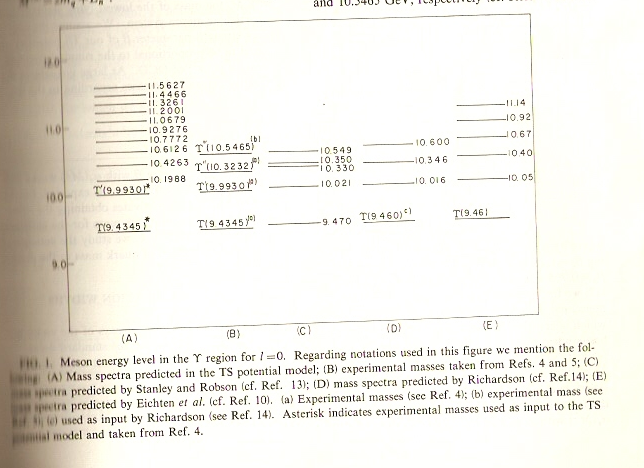 and 10.3465 GeV, respectively
12.0
11.0
10.0
9.0
11.5627
11.4466
11.3261
11.2001
11.0679
10.9276
10.7772
10.6126
10.4263
10.1988
ϒ'(9.9930)*
ϒ(9.4345)*
ϒ'''(10.5465)(b)
ϒ''(10.3232)(a)
ϒ'(9.9930)(a)
ϒ(9.4345)(a)
10.549
10.350
10.330
10.021
9.470
10.600
10.346
10.016
ϒ(9.460)(c)
11.14
10.92
10.67
10.40
10.05
ϒ(9.46)
(A) (B) (C) (D) (E)
1. Meson energy level in the ϒ region for l=0. Regarding notations used in this figure we mention the fol-
(A) Mass spectra predicted in the TS potential model; (B) experimental masses taken from Refs. 4 and 5; (C)
spectra predicted by Stanley and Robson (cf. Ref. 13); (D) mass spectra predicted by Richardson (cf. Ref.14); (E)
spectra predicted by Eichten et al. (cf. Ref. 10). (a) Experimental masses (see Ref. 4); (b) experimental mass (see
(c) used as input by Richardson (see Ref. 14). Asterisk indicates experimental masses used as input to the TS
model and taken from Ref. 4.